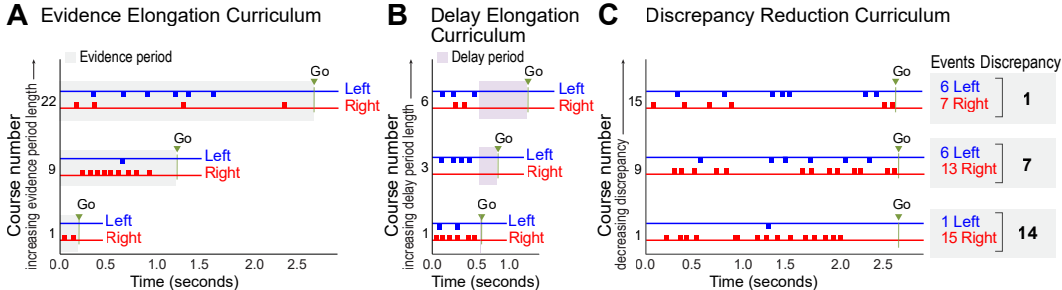 A Evidence Elongation Curriculum
Course number
increasing evidence period length
Evidence period
Go
22
Left
Right
Go
9
Left
Right
Go
1
Left
Right
0.0 0.5 1.0 1.5 2.0 2.5
Time (seconds)
B Delay Elongation
Curriculum
Course number
increasing delay period length
Delay period
Go
6
Left
Right
Go
3
Left
Right
Go
1
Left
Right
0.0 0.5 1.0
Time (seconds)
C Discrepancy Reduction Curriculum
Course number
decreasing discrepancy
Go
15
Go
9
Go
1
0.0 0.5 1.0 1.5 2.0 2.5
Time (seconds)
Events Discrepancy
6 Left
7 Right
1
6 Left
13 Right
7
1 Left
15 Right
14